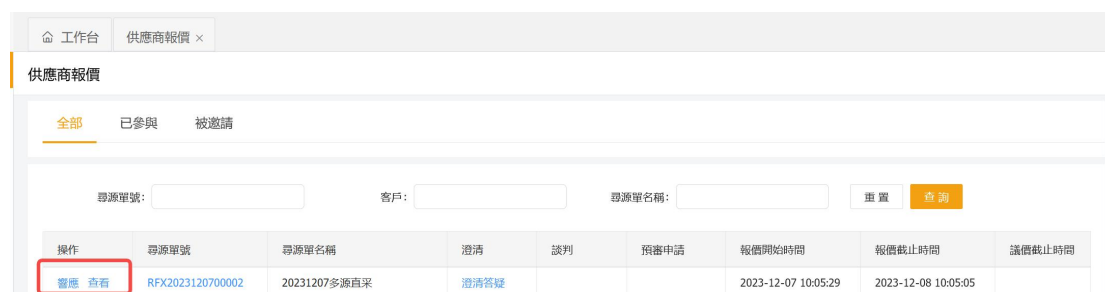 工作台 供應商報價 ×
供應商報價
全部 已參與 被邀請
尋源單號: 客戶: 尋源單名稱: 重置 查詢
操作 尋源單號 尋源單名稱 澄清 談判 預審申請 報價開始時間 報價截止時間 議價截止時間
響應 查看 RFX2023120700002 20231207多源直采 澄清答疑 2023-12-07 10:05:29 2023-12-08 10:05:05